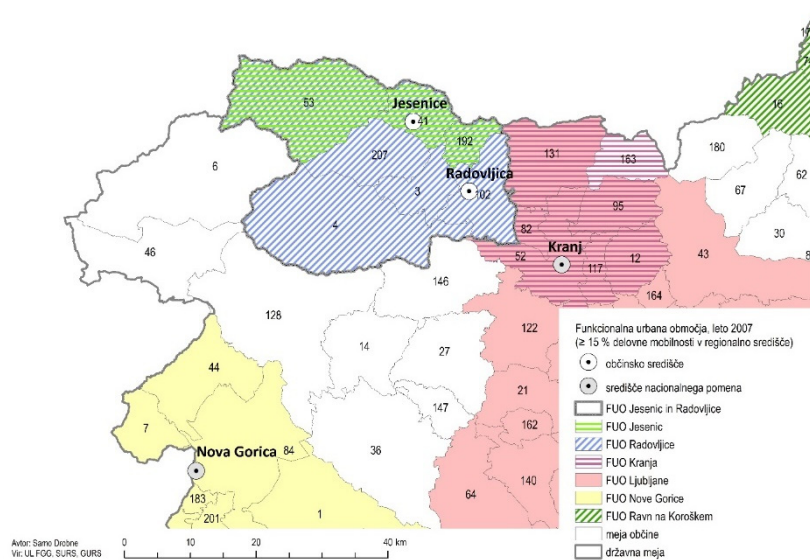 17
74
16
53
Jesenice
41
192
131
163
180
6
207
Radovljica
62
3
102
67
95
4
82
30
Kranj
46
52
117
12
43
8
146
164
128
122
14
27
44
21
147
7
162
36
Nova Gorica
84
140
183
64
201
1
Funkcionalna urbana območja, leto 2007
(≥ 15 % delovne mobilnosti v regionalno središče)
občinsko središče
središče nacionalnega pomena
FUO Jesenic in Radovljice
FUO Jesenic
FUO Radovljice
FUO Kranja
FUO Ljubljane
FUO Nove Gorice
FUO Ravn na Koroškem
meja občine
državna meja
Avtor: Samo Drobne
Vir: UL FGG, SURS, GURS
0 10 20 40 km